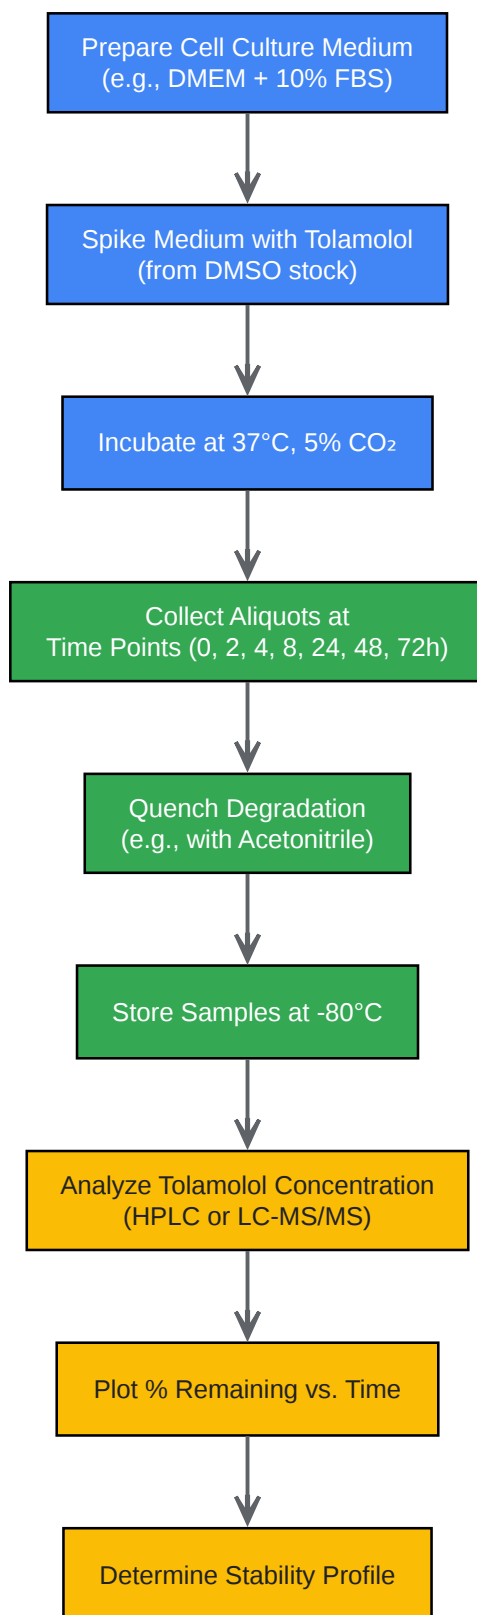 Prepare Cell Culture Medium
(e.g., DMEM + 10% FBS)
Spike Medium with Tolamolol
(from DMSO stock)
Incubate at 37°C, 5% CO₂
Collect Aliquots at
Time Points (0, 2, 4, 8, 24, 48, 72h)
Quench Degradation
(e.g., with Acetonitrile)
Store Samples at -80°C
Analyze Tolamolol Concentration
(HPLC or LC-MS/MS)
Plot % Remaining vs. Time
Determine Stability Profile